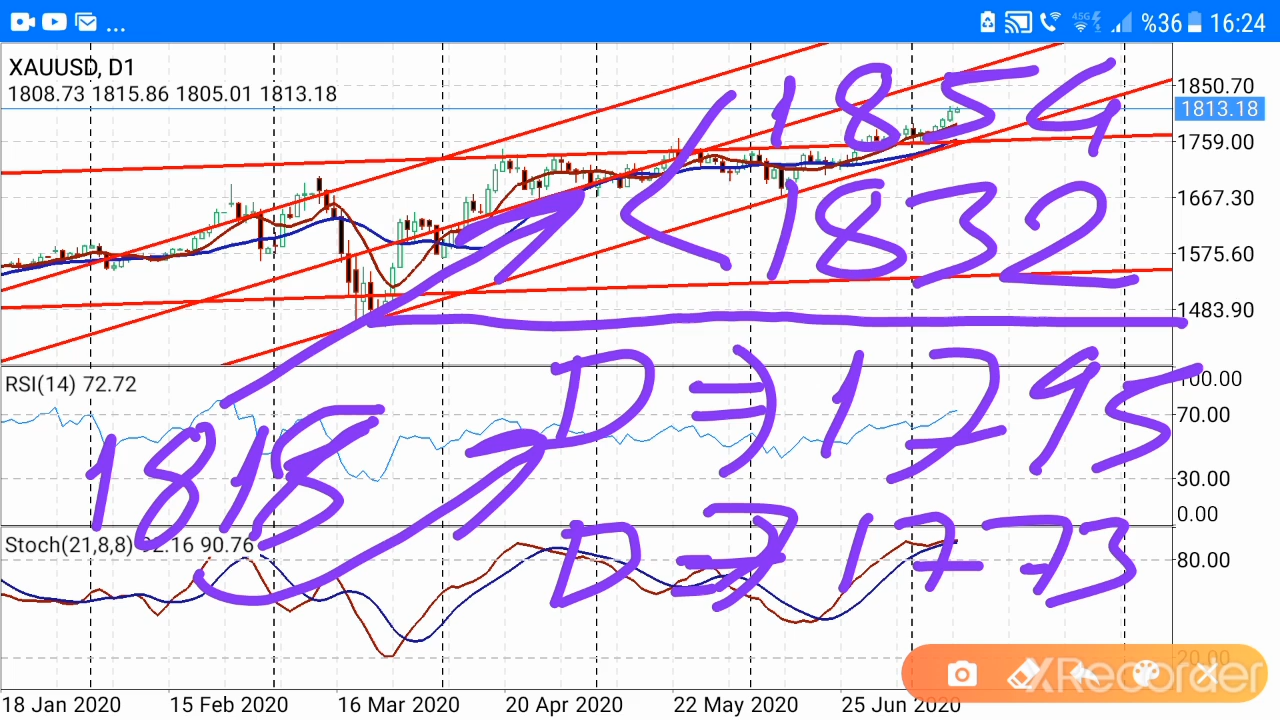 ... 45G %36 16:24
XAUUSD, D1
1808.73 1815.86 1805.01 1813.18
1850.70
1813.18
1759.00
1667.30
1575.60
1483.90
1854
1832
RSI(14) 72.72
100.00
70.00
30.00
0.00
1818
D => 1795
D => 1773
Stoch(21,8,8) 92.16 90.76
80.00
20.00
XRecorder
18 Jan 2020 15 Feb 2020 16 Mar 2020 20 Apr 2020 22 May 2020 25 Jun 2020